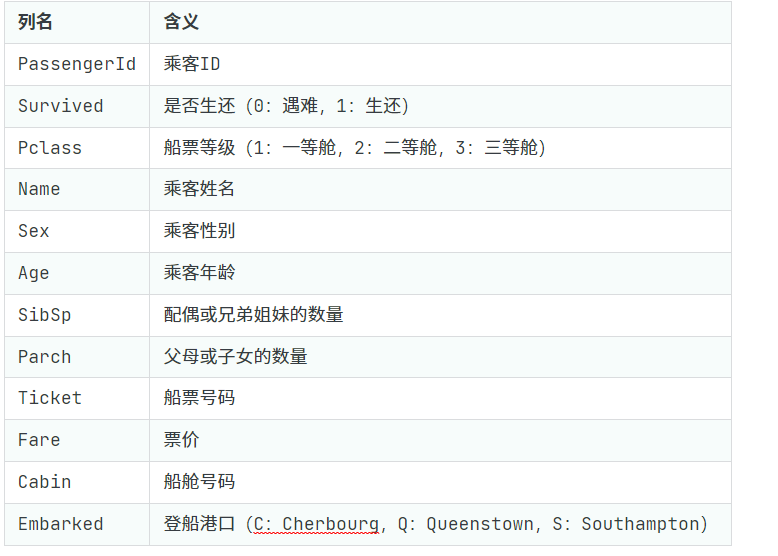 列名 含义
PassengerId 乘客ID
Survived 是否生还（0: 遇难, 1: 生还）
Pclass 船票等级（1: 一等舱, 2: 二等舱, 3: 三等舱）
Name 乘客姓名
Sex 乘客性别
Age 乘客年龄
SibSp 配偶或兄弟姐妹的数量
Parch 父母或子女的数量
Ticket 船票号码
Fare 票价
Cabin 船舱号码
Embarked 登船港口（C: Cherbourg, Q: Queenstown, S: Southampton）